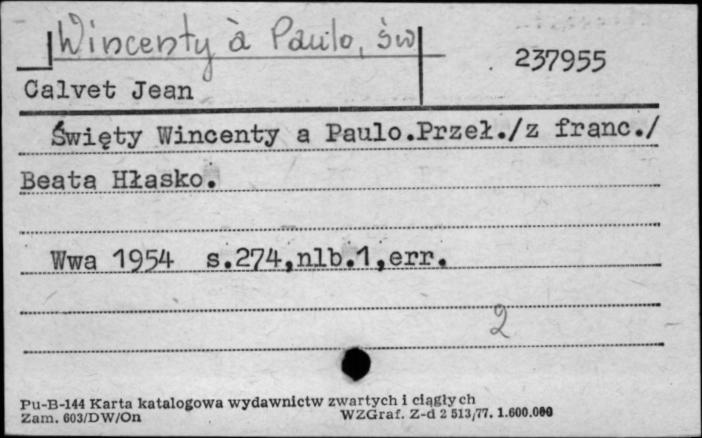 Wincenty à Paulo, św
237955
Calvet Jean
Święty Wincenty a Paulo.Przeł./z franc./
Beata Hłasko.
Wwa 1954 s.274,nlb.1,err.
2
Pu-B-144 Karta katalogowa wydawnictw zwartych i ciągłych
Zam. 603/DW/On WZGraf. Z-d 2 513/77. 1.600.000